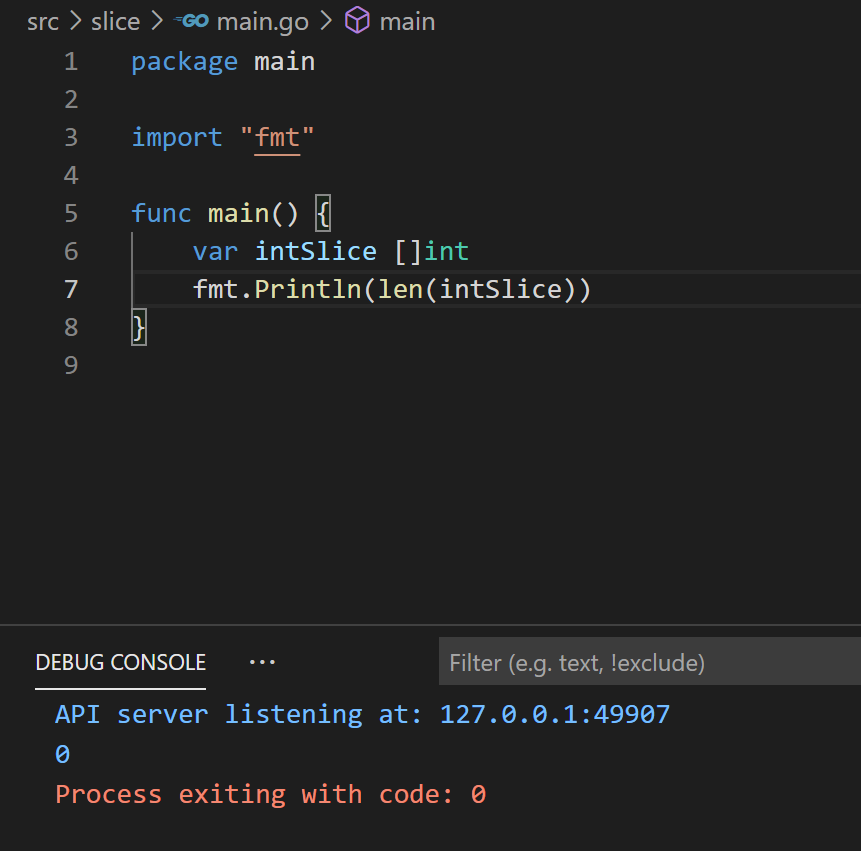 src > slice > GO main.go > main
1 package main
2
3 import "fmt"
4
5 func main() {
6     var intSlice []int
7     fmt.Println(len(intSlice))
8 }
9
DEBUG CONSOLE ··· Filter (e.g. text, !exclude)
API server listening at: 127.0.0.1:49907
0
Process exiting with code: 0